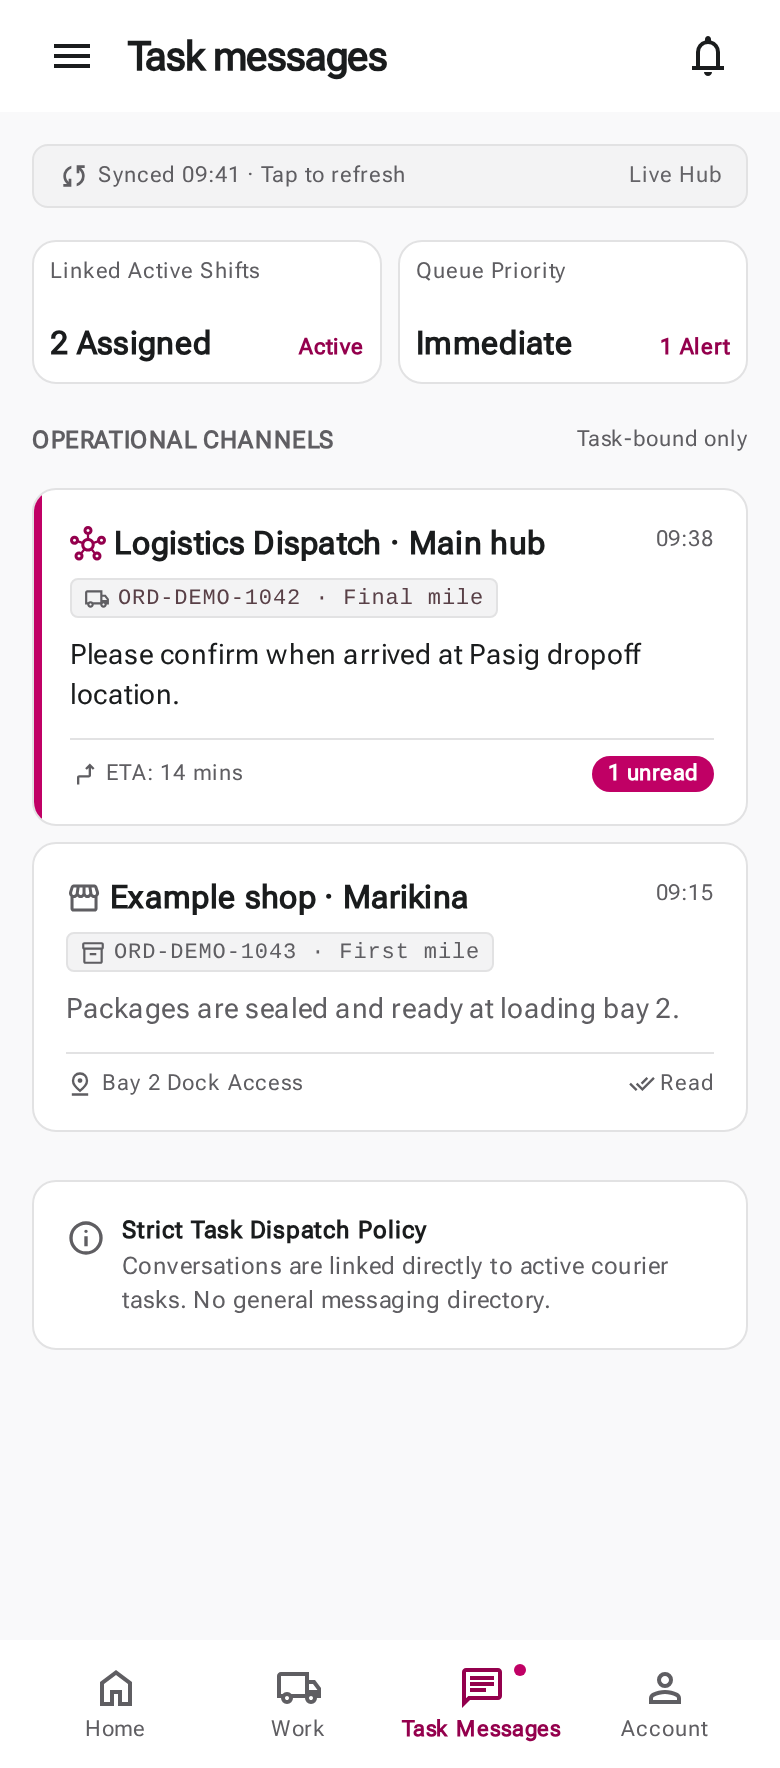 Task messages
Synced 09:41 · Tap to refresh
Live Hub
Linked Active Shifts
2 Assigned
Active
Queue Priority
Immediate
1 Alert
OPERATIONAL CHANNELS
Task-bound only
Logistics Dispatch · Main hub
09:38
ORD-DEMO-1042 · Final mile
Please confirm when arrived at Pasig dropoff
location.
ETA: 14 mins
1 unread
Example shop · Marikina
09:15
ORD-DEMO-1043 · First mile
Packages are sealed and ready at loading bay 2.
Bay 2 Dock Access
Read
Strict Task Dispatch Policy
Conversations are linked directly to active courier
tasks. No general messaging directory.
Home
Work
Task Messages
Account